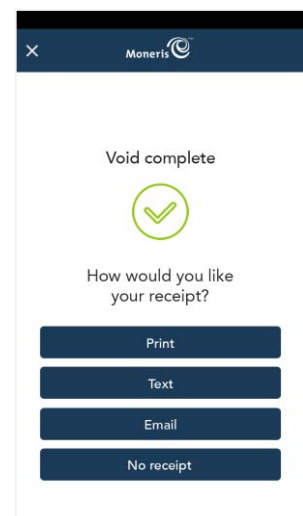 Moneris
Void complete
How would you like
your receipt?
Print
Text
Email
No receipt